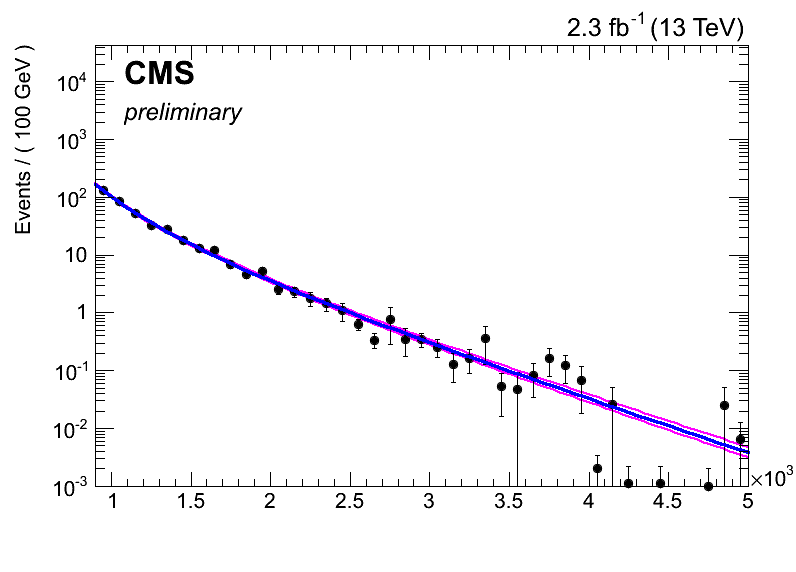 2.3 fb⁻¹ (13 TeV)
CMS
preliminary
Events / ( 100 GeV )
10⁴
10³
10²
10
1
10⁻¹
10⁻²
10⁻³
1 1.5 2 2.5 3 3.5 4 4.5 5
×10³